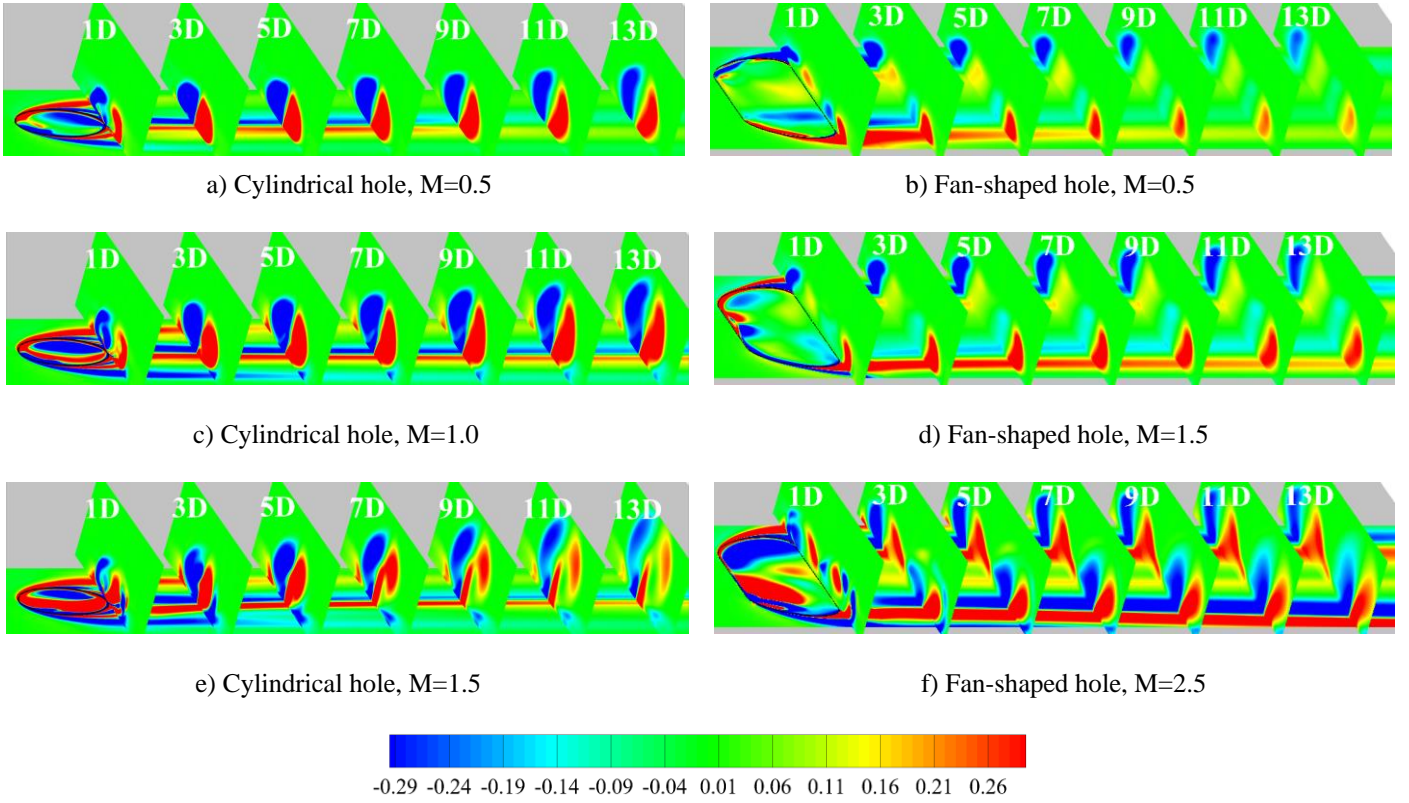 1D 3D 5D 7D 9D 11D 13D
1D 3D 5D 7D 9D 11D 13D
a) Cylindrical hole, M=0.5
b) Fan-shaped hole, M=0.5
1D 3D 5D 7D 9D 11D 13D
1D 3D 5D 7D 9D 11D 13D
c) Cylindrical hole, M=1.0
d) Fan-shaped hole, M=1.5
1D 3D 5D 7D 9D 11D 13D
1D 3D 5D 7D 9D 11D 13D
e) Cylindrical hole, M=1.5
f) Fan-shaped hole, M=2.5
-0.29 -0.24 -0.19 -0.14 -0.09 -0.04 0.01 0.06 0.11 0.16 0.21 0.26